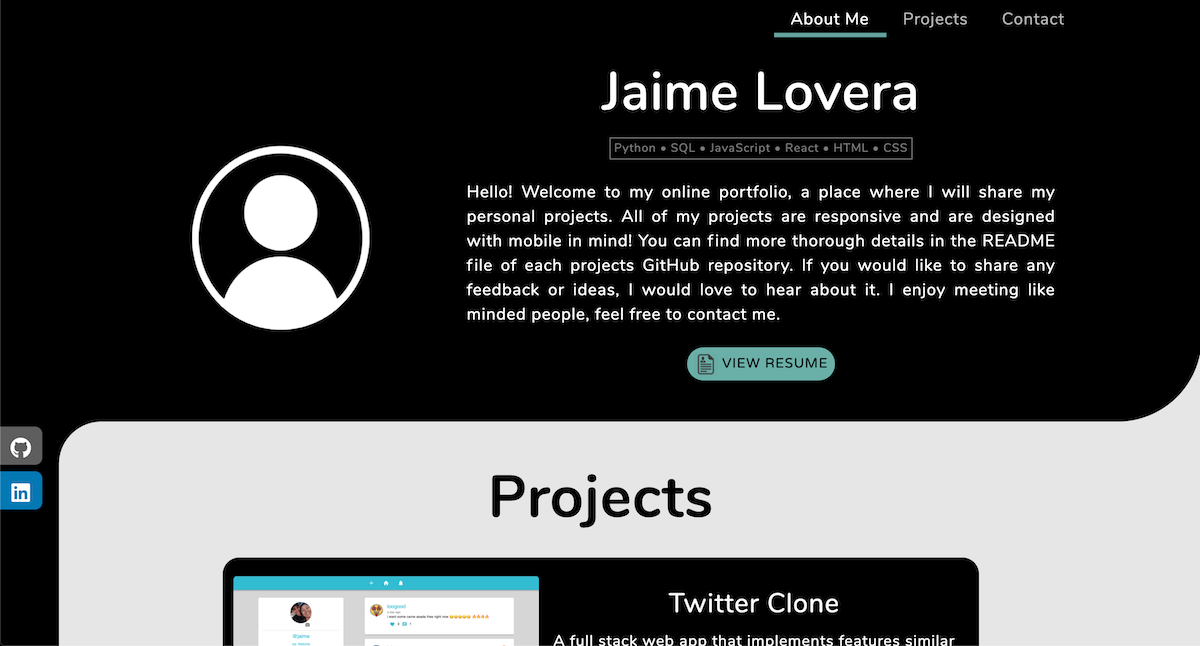 About Me Projects Contact
Jaime Lovera
Python • SQL • JavaScript • React • HTML • CSS
Hello! Welcome to my online portfolio, a place where I will share my
personal projects. All of my projects are responsive and are designed
with mobile in mind! You can find more thorough details in the README
file of each projects GitHub repository. If you would like to share any
feedback or ideas, I would love to hear about it. I enjoy meeting like
minded people, feel free to contact me.
VIEW RESUME
in
Projects
Twitter Clone
@jaime
A full stack web app that implements features similar